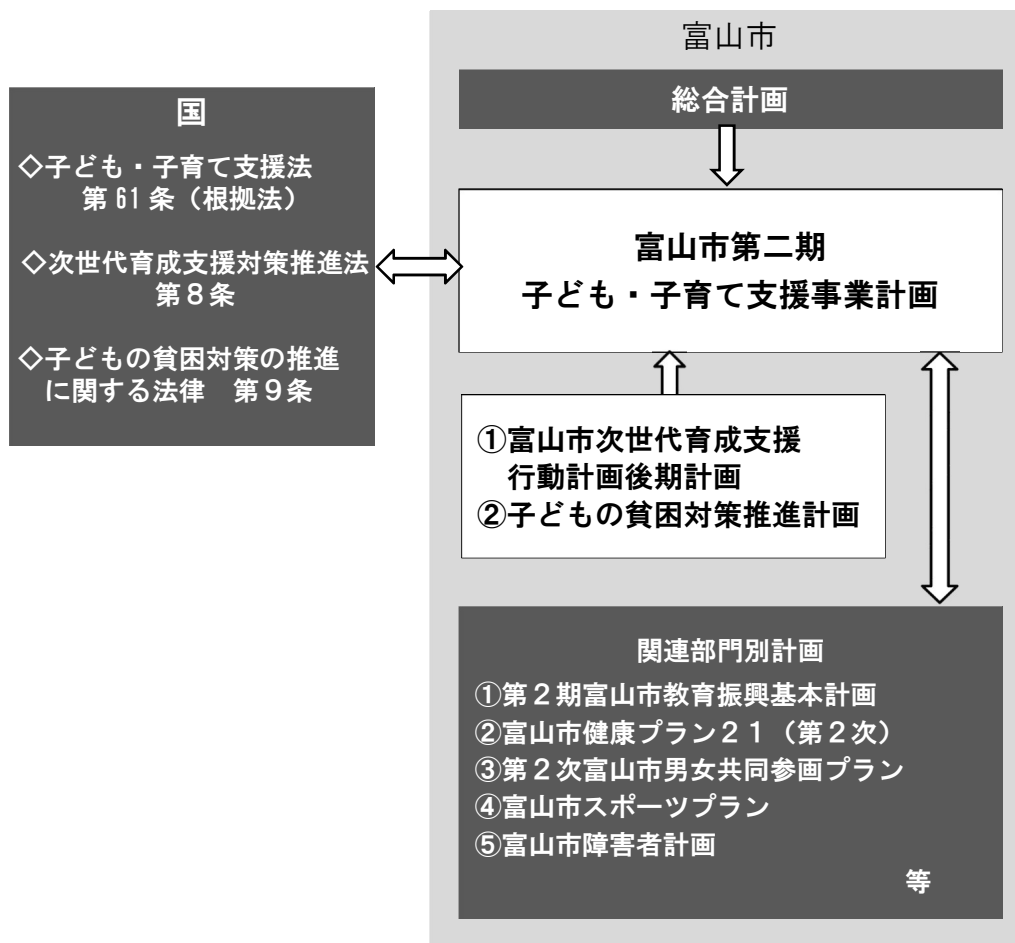 富山市
総合計画
国
◇子ども・子育て支援法
第61条（根拠法）
◇次世代育成支援対策推進法
第８条
◇子どもの貧困対策の推進
に関する法律　第９条
富山市第二期
子ども・子育て支援事業計画
①富山市次世代育成支援
行動計画後期計画
②子どもの貧困対策推進計画
関連部門別計画
①第２期富山市教育振興基本計画
②富山市健康プラン２１（第２次）
③第２次富山市男女共同参画プラン
④富山市スポーツプラン
⑤富山市障害者計画
等